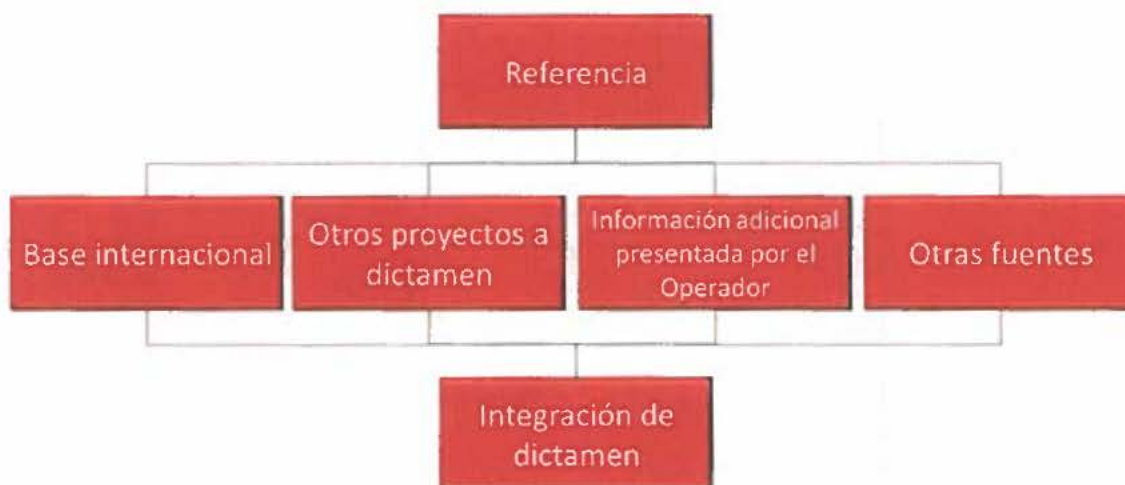 Referencia
Base internacional
Otros proyectos a
dictamen
Información adicional
presentada por el
Operador
Otras fuentes
Integración de
dictamen